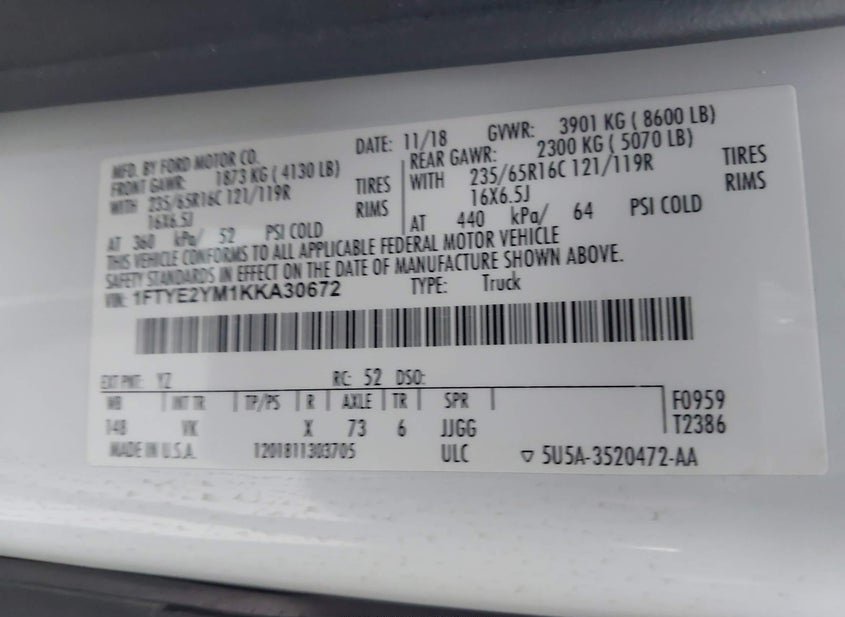 MFD. BY FORD MOTOR CO.
DATE: 11/18 GVWR: 3901 KG ( 8600 LB)
FRONT GAWR: 1873 KG ( 4130 LB)
WITH 235/65R16C 121/119R TIRES
16X6.5J RIMS
AT 360 kPa/ 52 PSI COLD
REAR GAWR: 2300 KG ( 5070 LB)
WITH 235/65R16C 121/119R TIRES
16X6.5J RIMS
AT 440 kPa/ 64 PSI COLD
THIS VEHICLE CONFORMS TO ALL APPLICABLE FEDERAL MOTOR VEHICLE
SAFETY STANDARDS IN EFFECT ON THE DATE OF MANUFACTURE SHOWN ABOVE.
VIN: 1FTYE2YM1KKA30672 TYPE: Truck
EXT PNT: YZ RC: 52 DSO:
WB INT TR TP/PS R AXLE TR SPR F0959
148 VK X 73 6 JJGG T2386
MADE IN U.S.A. 1201811303705 ULC ▽ 5U5A-3520472-AA